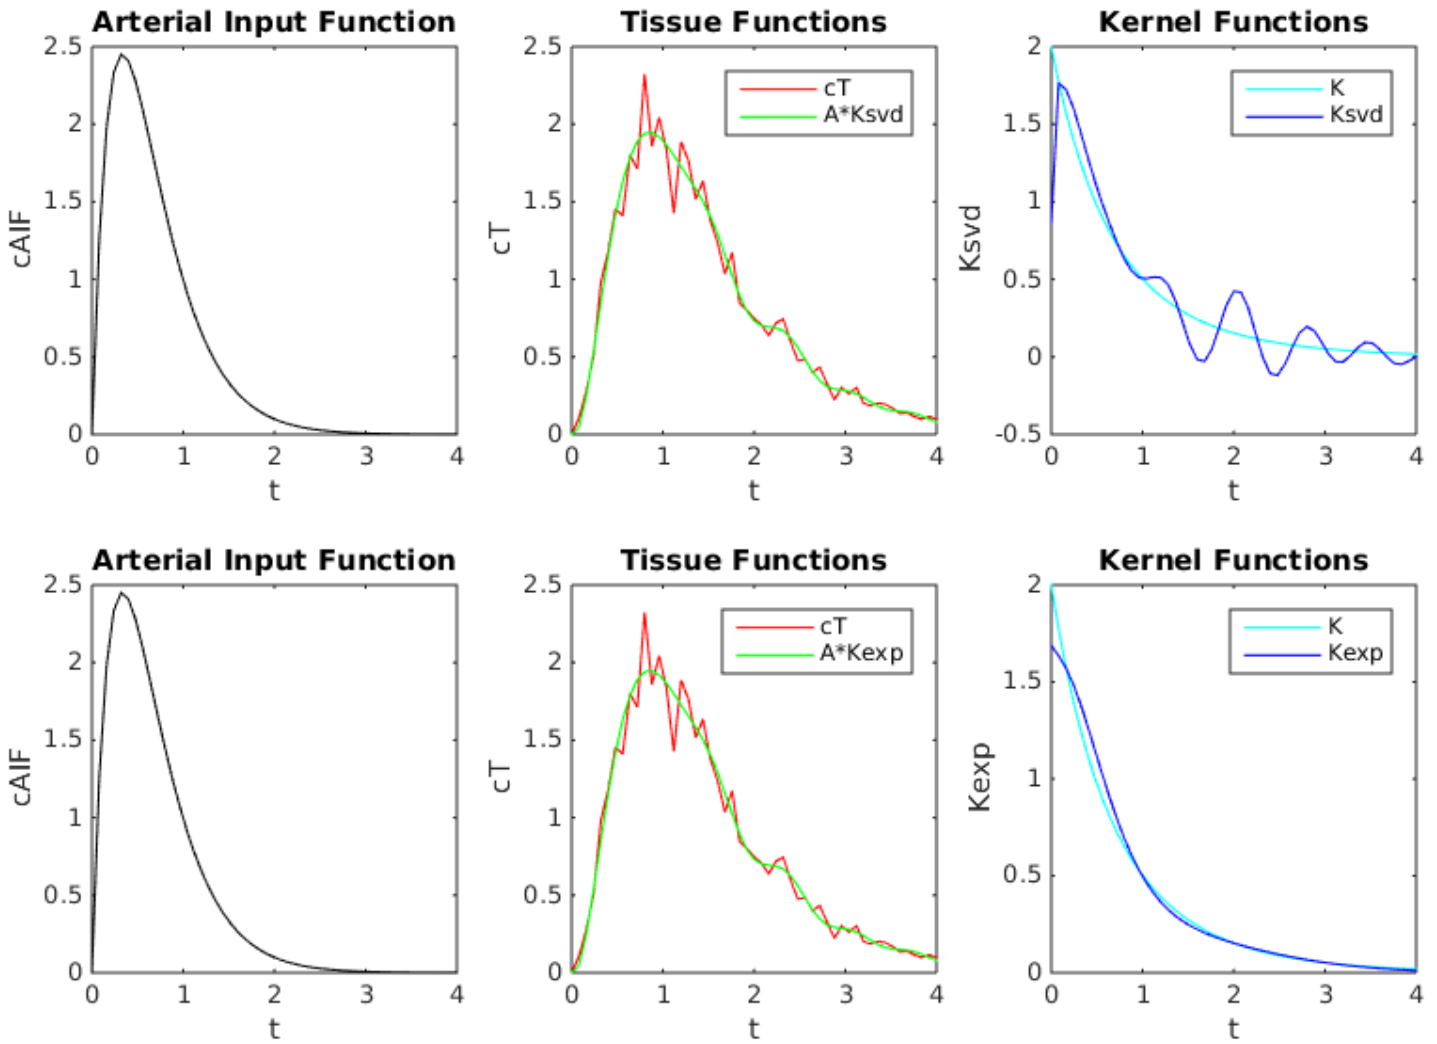 Arterial Input Function
2.5
2
1.5
1
0.5
0
cAIF
0 1 2 3 4
t
Tissue Functions
2.5
2
1.5
1
0.5
0
cT
cT
A*Ksvd
0 1 2 3 4
t
Kernel Functions
2
1.5
1
0.5
0
-0.5
Ksvd
K
Ksvd
0 1 2 3 4
t
Arterial Input Function
2.5
2
1.5
1
0.5
0
cAIF
0 1 2 3 4
t
Tissue Functions
2.5
2
1.5
1
0.5
0
cT
cT
A*Kexp
0 1 2 3 4
t
Kernel Functions
2
1.5
1
0.5
0
Kexp
K
Kexp
0 1 2 3 4
t